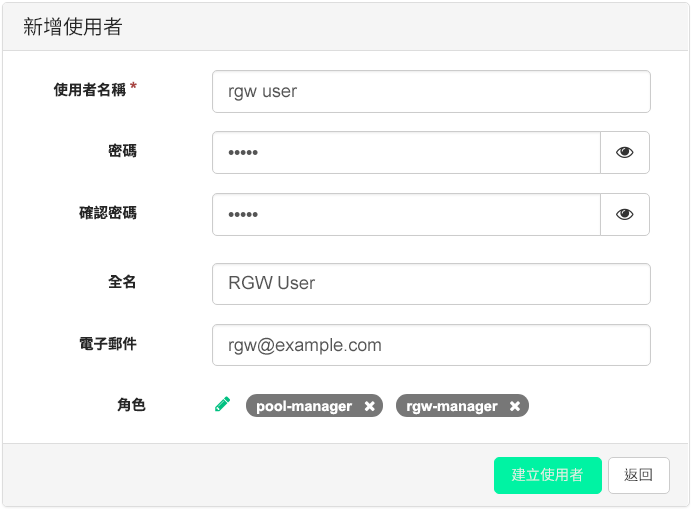 新增使用者
使用者名稱 * rgw user
密碼 •••••
確認密碼 •••••
全名 RGW User
電子郵件 rgw@example.com
角色 pool-manager × rgw-manager ×
建立使用者 返回